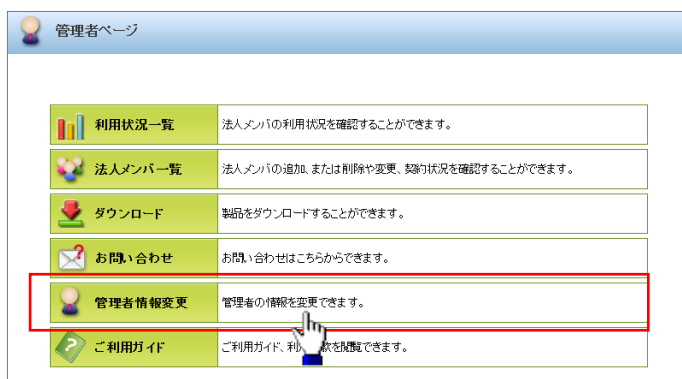 管理者ページ
利用状況一覧 法人メンバの利用状況を確認することができます。
法人メンバ一覧 法人メンバの追加、または削除や変更、契約状況を確認することができます。
ダウンロード 製品をダウンロードすることができます。
お問い合わせ お問い合わせはこちらからできます。
管理者情報変更 管理者の情報を変更できます。
ご利用ガイド ご利用ガイド、利 款を閲覧できます。